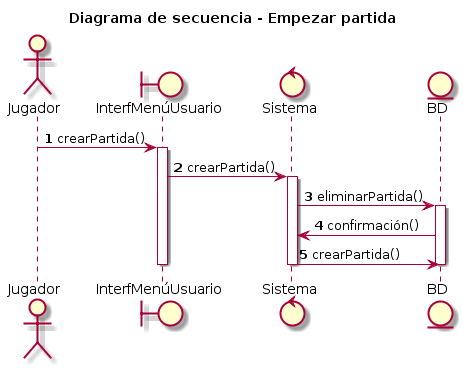 Diagrama de secuencia - Empezar partida
Jugador InterfMenúUsuario Sistema BD
1 crearPartida()
2 crearPartida()
3 eliminarPartida()
4 confirmación()
5 crearPartida()
Jugador InterfMenúUsuario Sistema BD